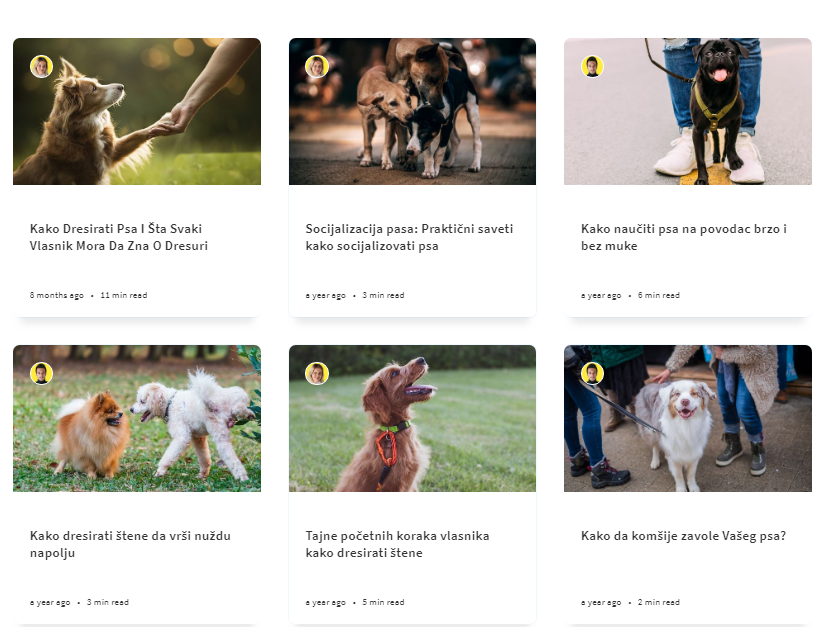 Kako Dresirati Psa I Šta Svaki
Vlasnik Mora Da Zna O Dresuri
8 months ago • 11 min read
Socijalizacija pasa: Praktični saveti
kako socijalizovati psa
a year ago • 3 min read
Kako naučiti psa na povodac brzo i
bez muke
a year ago • 6 min read
Kako dresirati štene da vrši nuždu
napolju
a year ago • 3 min read
Tajne početnih koraka vlasnika
kako dresirati štene
a year ago • 5 min read
Kako da komšije zavole Vašeg psa?
a year ago • 2 min read